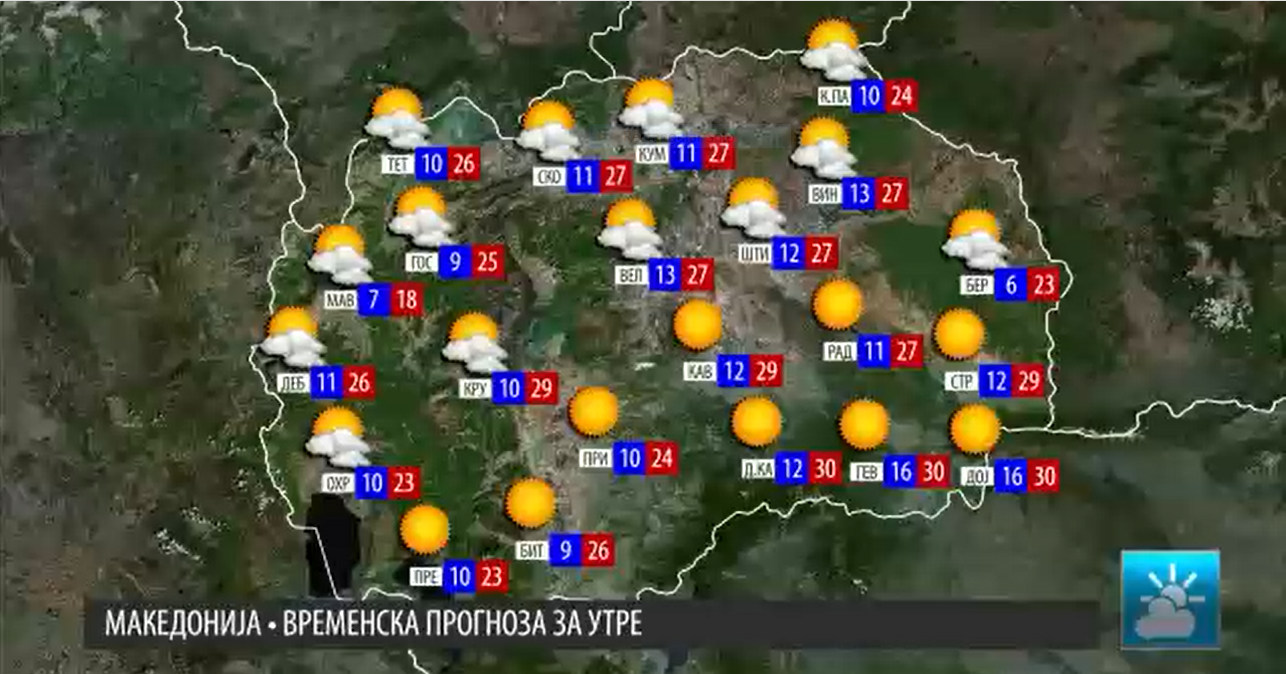 К.ПА 10 24
ТЕТ 10 26
СКО 11 27
КУМ 11 27
ВИН 13 27
ГОС 9 25
ВЕЛ 13 27
ШТИ 12 27
БЕР 6 23
МАВ 7 18
ДЕБ 11 26
КРУ 10 29
КАВ 12 29
РАД 11 27
СТР 12 29
ОХР 10 23
ПРИ 10 24
Д.КА 12 30
ГЕВ 16 30
ДОЈ 16 30
ПРЕ 10 23
БИТ 9 26
МАКЕДОНИЈА • ВРЕМЕНСКА ПРОГНОЗА ЗА УТРЕ